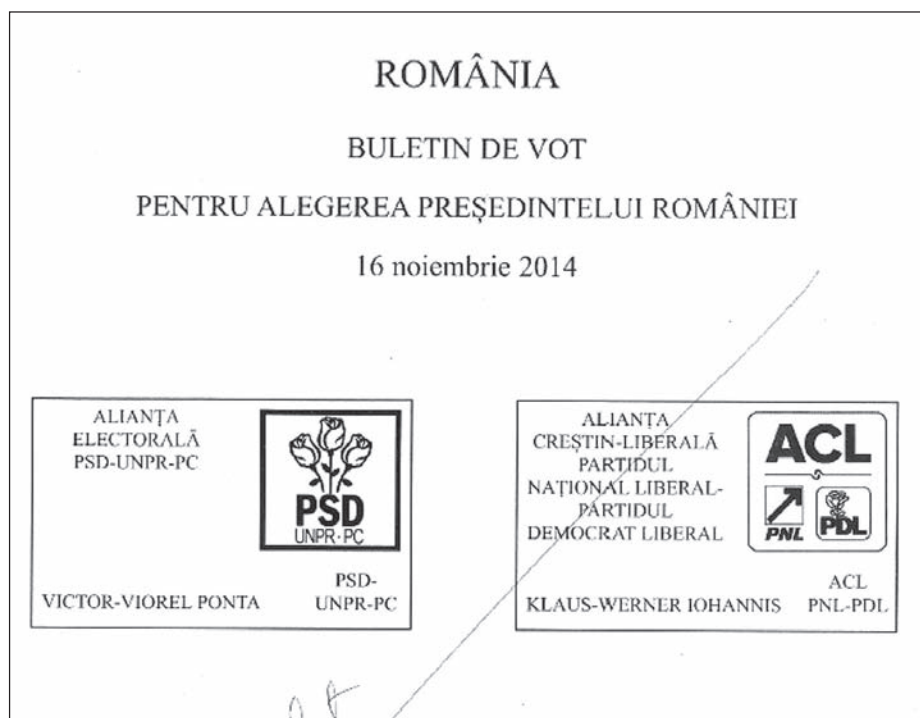 ROMÂNIA
BULETIN DE VOT
PENTRU ALEGEREA PREȘEDINTELUI ROMÂNIEI
16 noiembrie 2014
ALIANȚA
ELECTORALĂ
PSD-UNPR-PC
PSD
UNPR-PC
VICTOR-VIOREL PONTA
PSD-
UNPR-PC
ALIANȚA
CREȘTIN-LIBERALĂ
PARTIDUL
NAȚIONAL LIBERAL-
PARTIDUL
DEMOCRAT LIBERAL
ACL
PNL
PDL
KLAUS-WERNER IOHANNIS
ACL
PNL-PDL